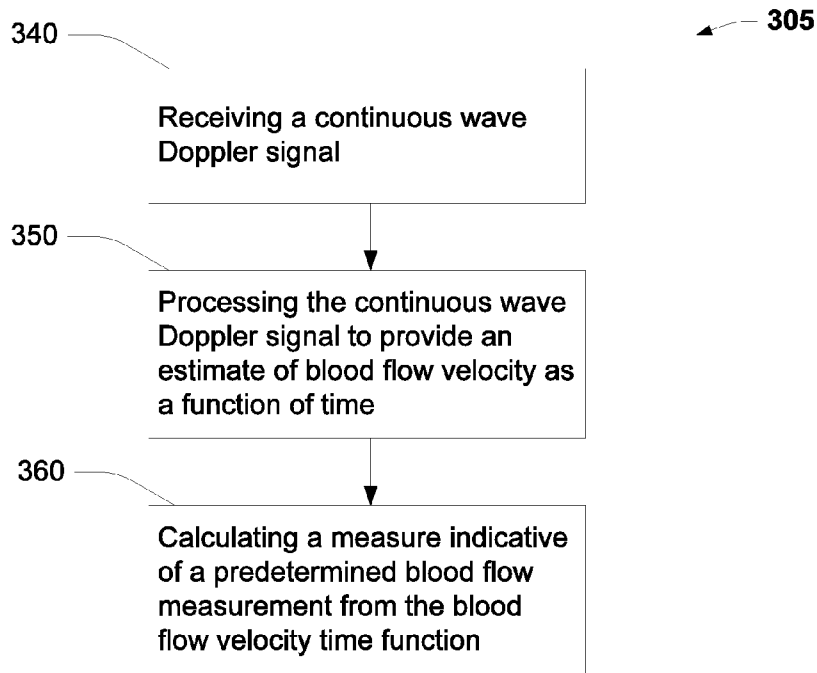 340
305
Receiving a continuous wave
Doppler signal
350
Processing the continuous wave
Doppler signal to provide an
estimate of blood flow velocity as
a function of time
360
Calculating a measure indicative
of a predetermined blood flow
measurement from the blood
flow velocity time function